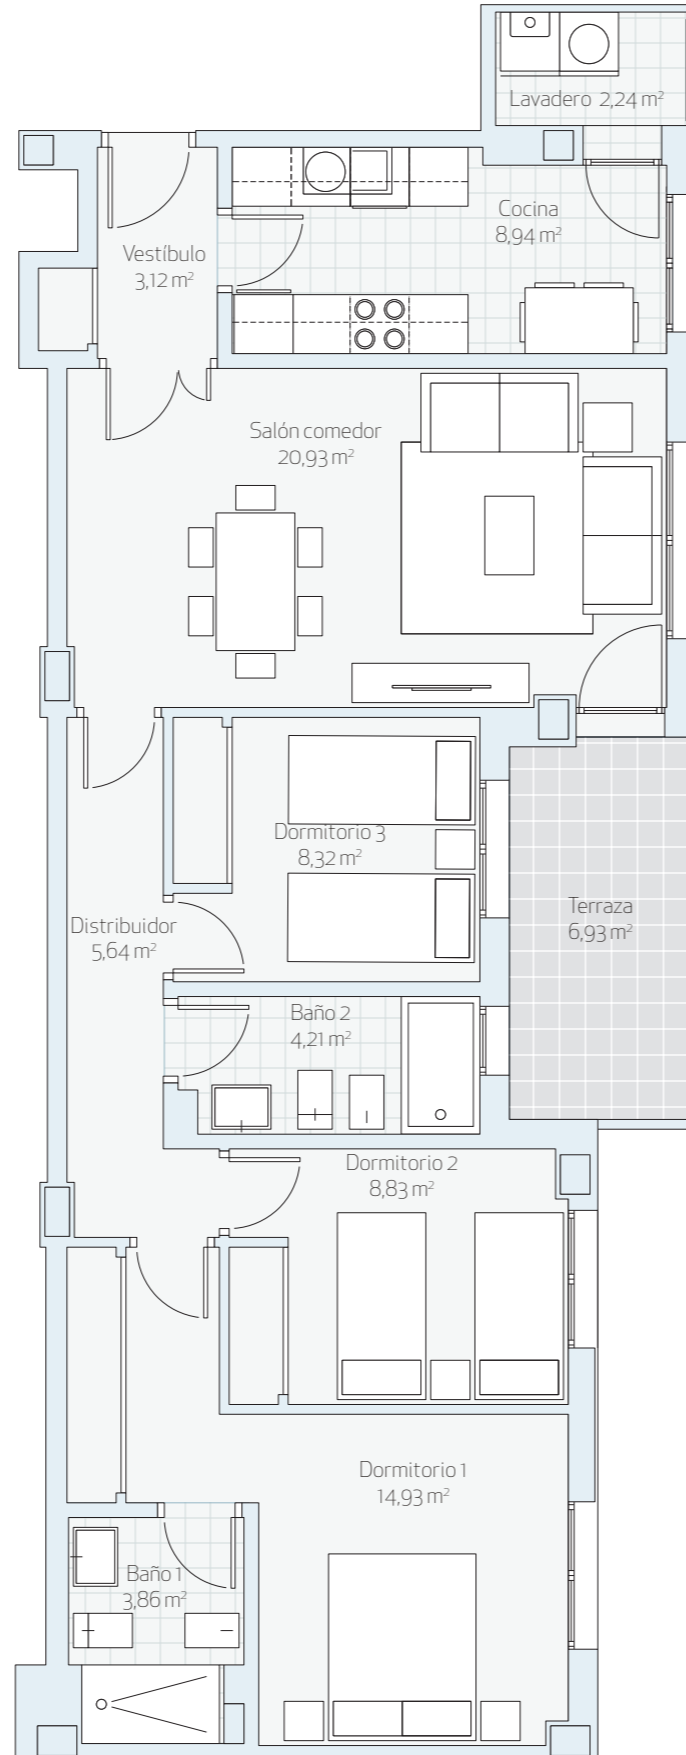 Lavadero 2,24 m²
Cocina
8,94 m²
Vestíbulo
3,12 m²
Salón comedor
20,93 m²
Dormitorio 3
8,32 m²
Terraza
6,93 m²
Distribuidor
5,64 m²
Baño 2
4,21 m²
Dormitorio 2
8,83 m²
Dormitorio 1
14,93 m²
Baño 1
3,86 m²